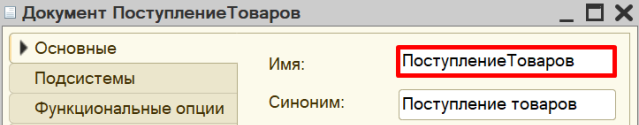 Документ ПоступлениеТоваров
Основные
Подсистемы
Функциональные опции
Имя: ПоступлениеТоваров
Синоним: Поступление товаров